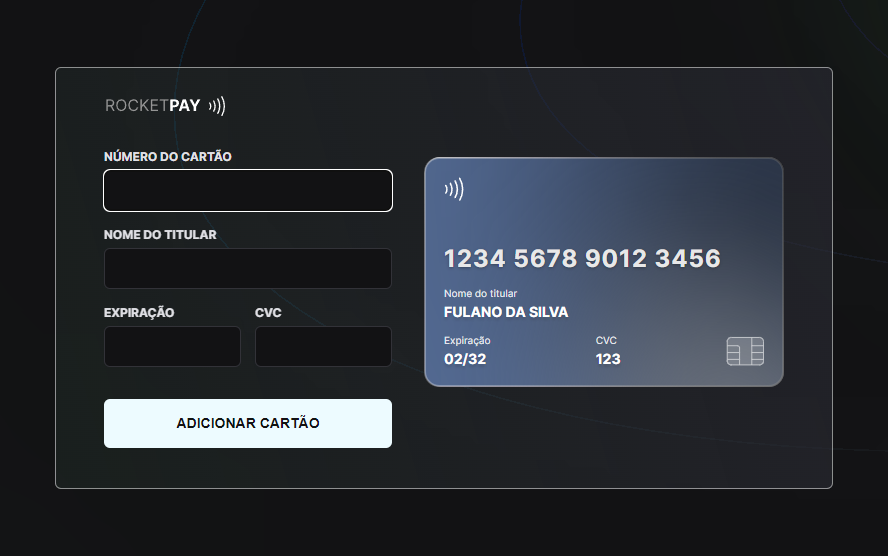 ROCKETPAY
NÚMERO DO CARTÃO
NOME DO TITULAR
EXPIRAÇÃO CVC
ADICIONAR CARTÃO
1234 5678 9012 3456
Nome do titular
FULANO DA SILVA
Expiração CVC
02/32 123